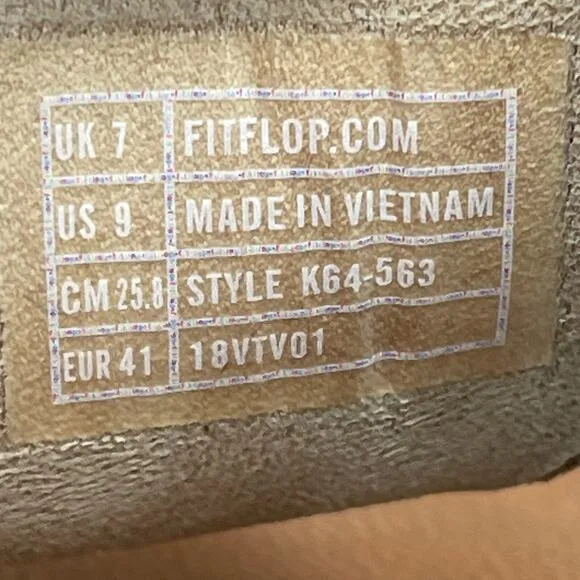 UK 7 FITFLOP.COM
US 9 MADE IN VIETNAM
CM 25.8 STYLE K64-563
EUR 41 18VTV01